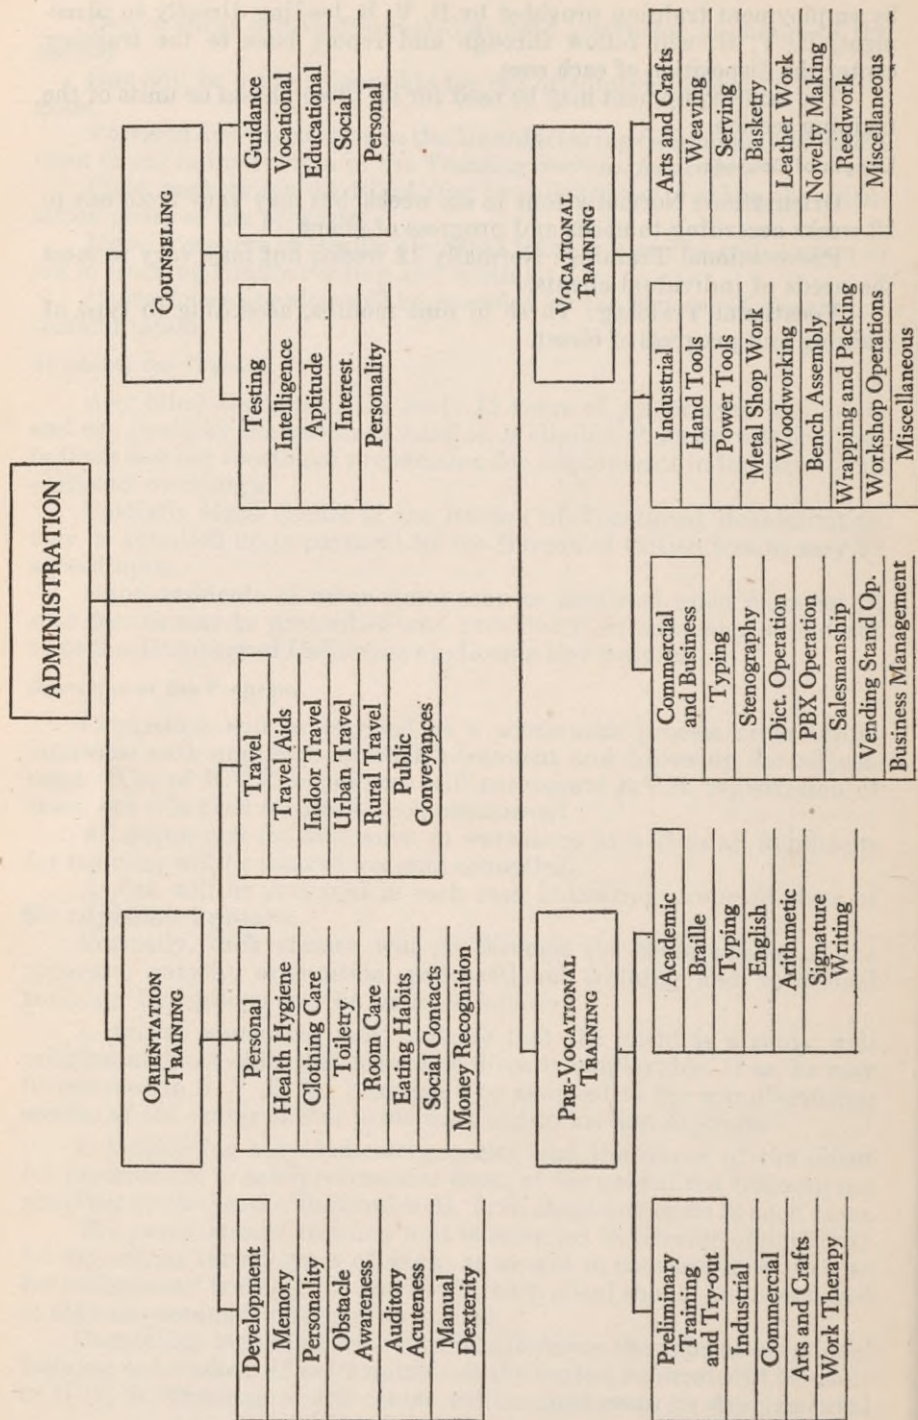 ADMINISTRATION
ORIENTATION
TRAINING
Development
Memory
Personality
Obstacle
Awareness
Auditory
Acuteness
Manual
Dexterity
Personal
Health Hygiene
Clothing Care
Toiletry
Room Care
Eating Habits
Social Contacts
Money Recognition
Travel
Travel Aids
Indoor Travel
Urban Travel
Rural Travel
Public
Conveyances
COUNSELING
Testing
Intelligence
Aptitude
Interest
Personality
Guidance
Vocational
Educational
Social
Personal
PRE-VOCATIONAL
TRAINING
Preliminary
Training
and Try-out
Industrial
Commercial
Arts and Crafts
Work Therapy
Academic
Braille
Typing
English
Arithmetic
Signature
Writing
VOCATIONAL
TRAINING
Commercial
and Business
Typing
Stenography
Dict. Operation
PBX Operation
Salesmanship
Vending Stand Op.
Business Management
Industrial
Hand Tools
Power Tools
Metal Shop Work
Woodworking
Bench Assembly
Wrapping and Packing
Workshop Operations
Miscellaneous
Arts and Crafts
Weaving
Serving
Basketry
Leather Work
Novelty Making
Reedwork
Miscellaneous